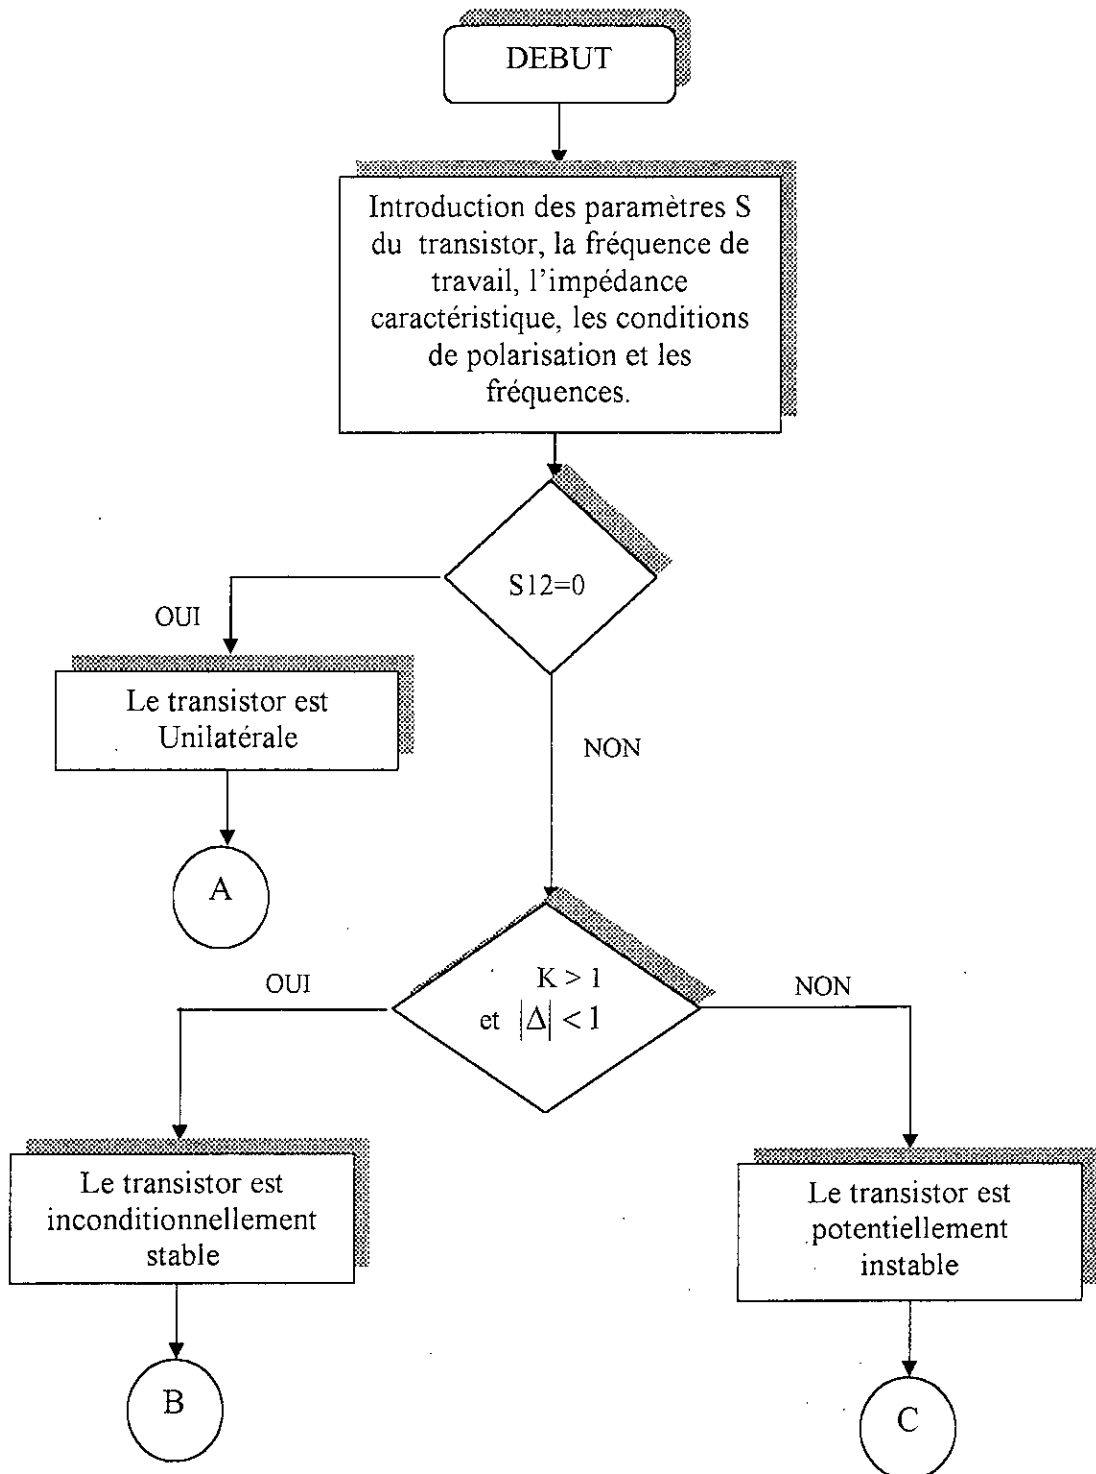 DEBUT
Introduction des paramètres S
du transistor, la fréquence de
travail, l'impédance
caractéristique, les conditions
de polarisation et les
fréquences.
S12=0
OUI
Le transistor est
Unilatérale
NON
A
K > 1
et |Δ| < 1
OUI
NON
Le transistor est
inconditionnellement
stable
Le transistor est
potentiellement
instable
B
C